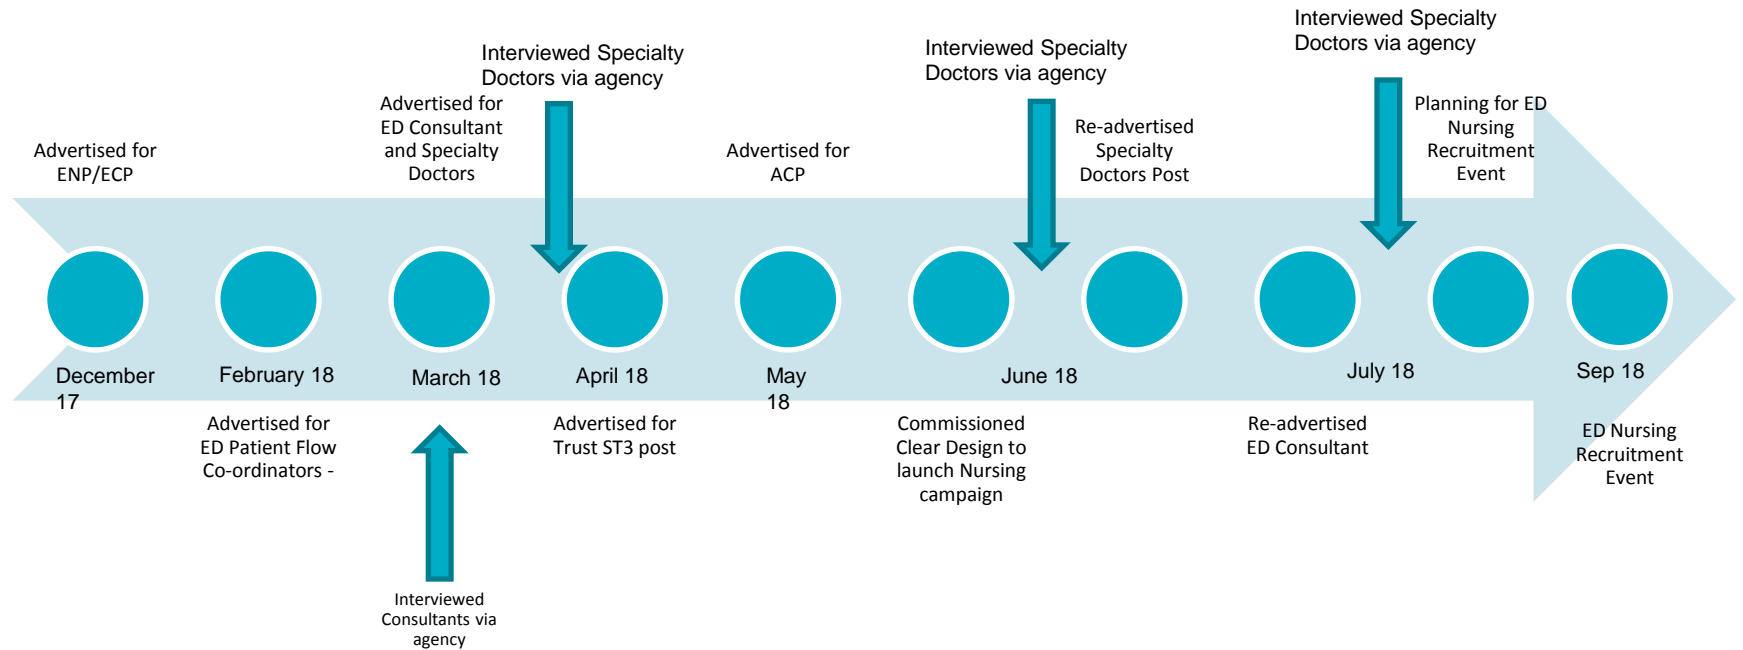 Interviewed Specialty
Doctors via agency
Interviewed Specialty
Doctors via agency
Interviewed Specialty
Doctors via agency
Advertised for
ENP/ECP
Advertised for
ED Consultant
and Specialty
Doctors
Advertised for
ACP
Re-advertised
Specialty
Doctors Post
Planning for ED
Nursing
Recruitment
Event
December
17
February 18
March 18
April 18
May
18
June 18
July 18
Sep 18
Advertised for
ED Patient Flow
Co-ordinators -
Advertised for
Trust ST3 post
Commissioned
Clear Design to
launch Nursing
campaign
Re-advertised
ED Consultant
ED Nursing
Recruitment
Event
Interviewed
Consultants via
agency